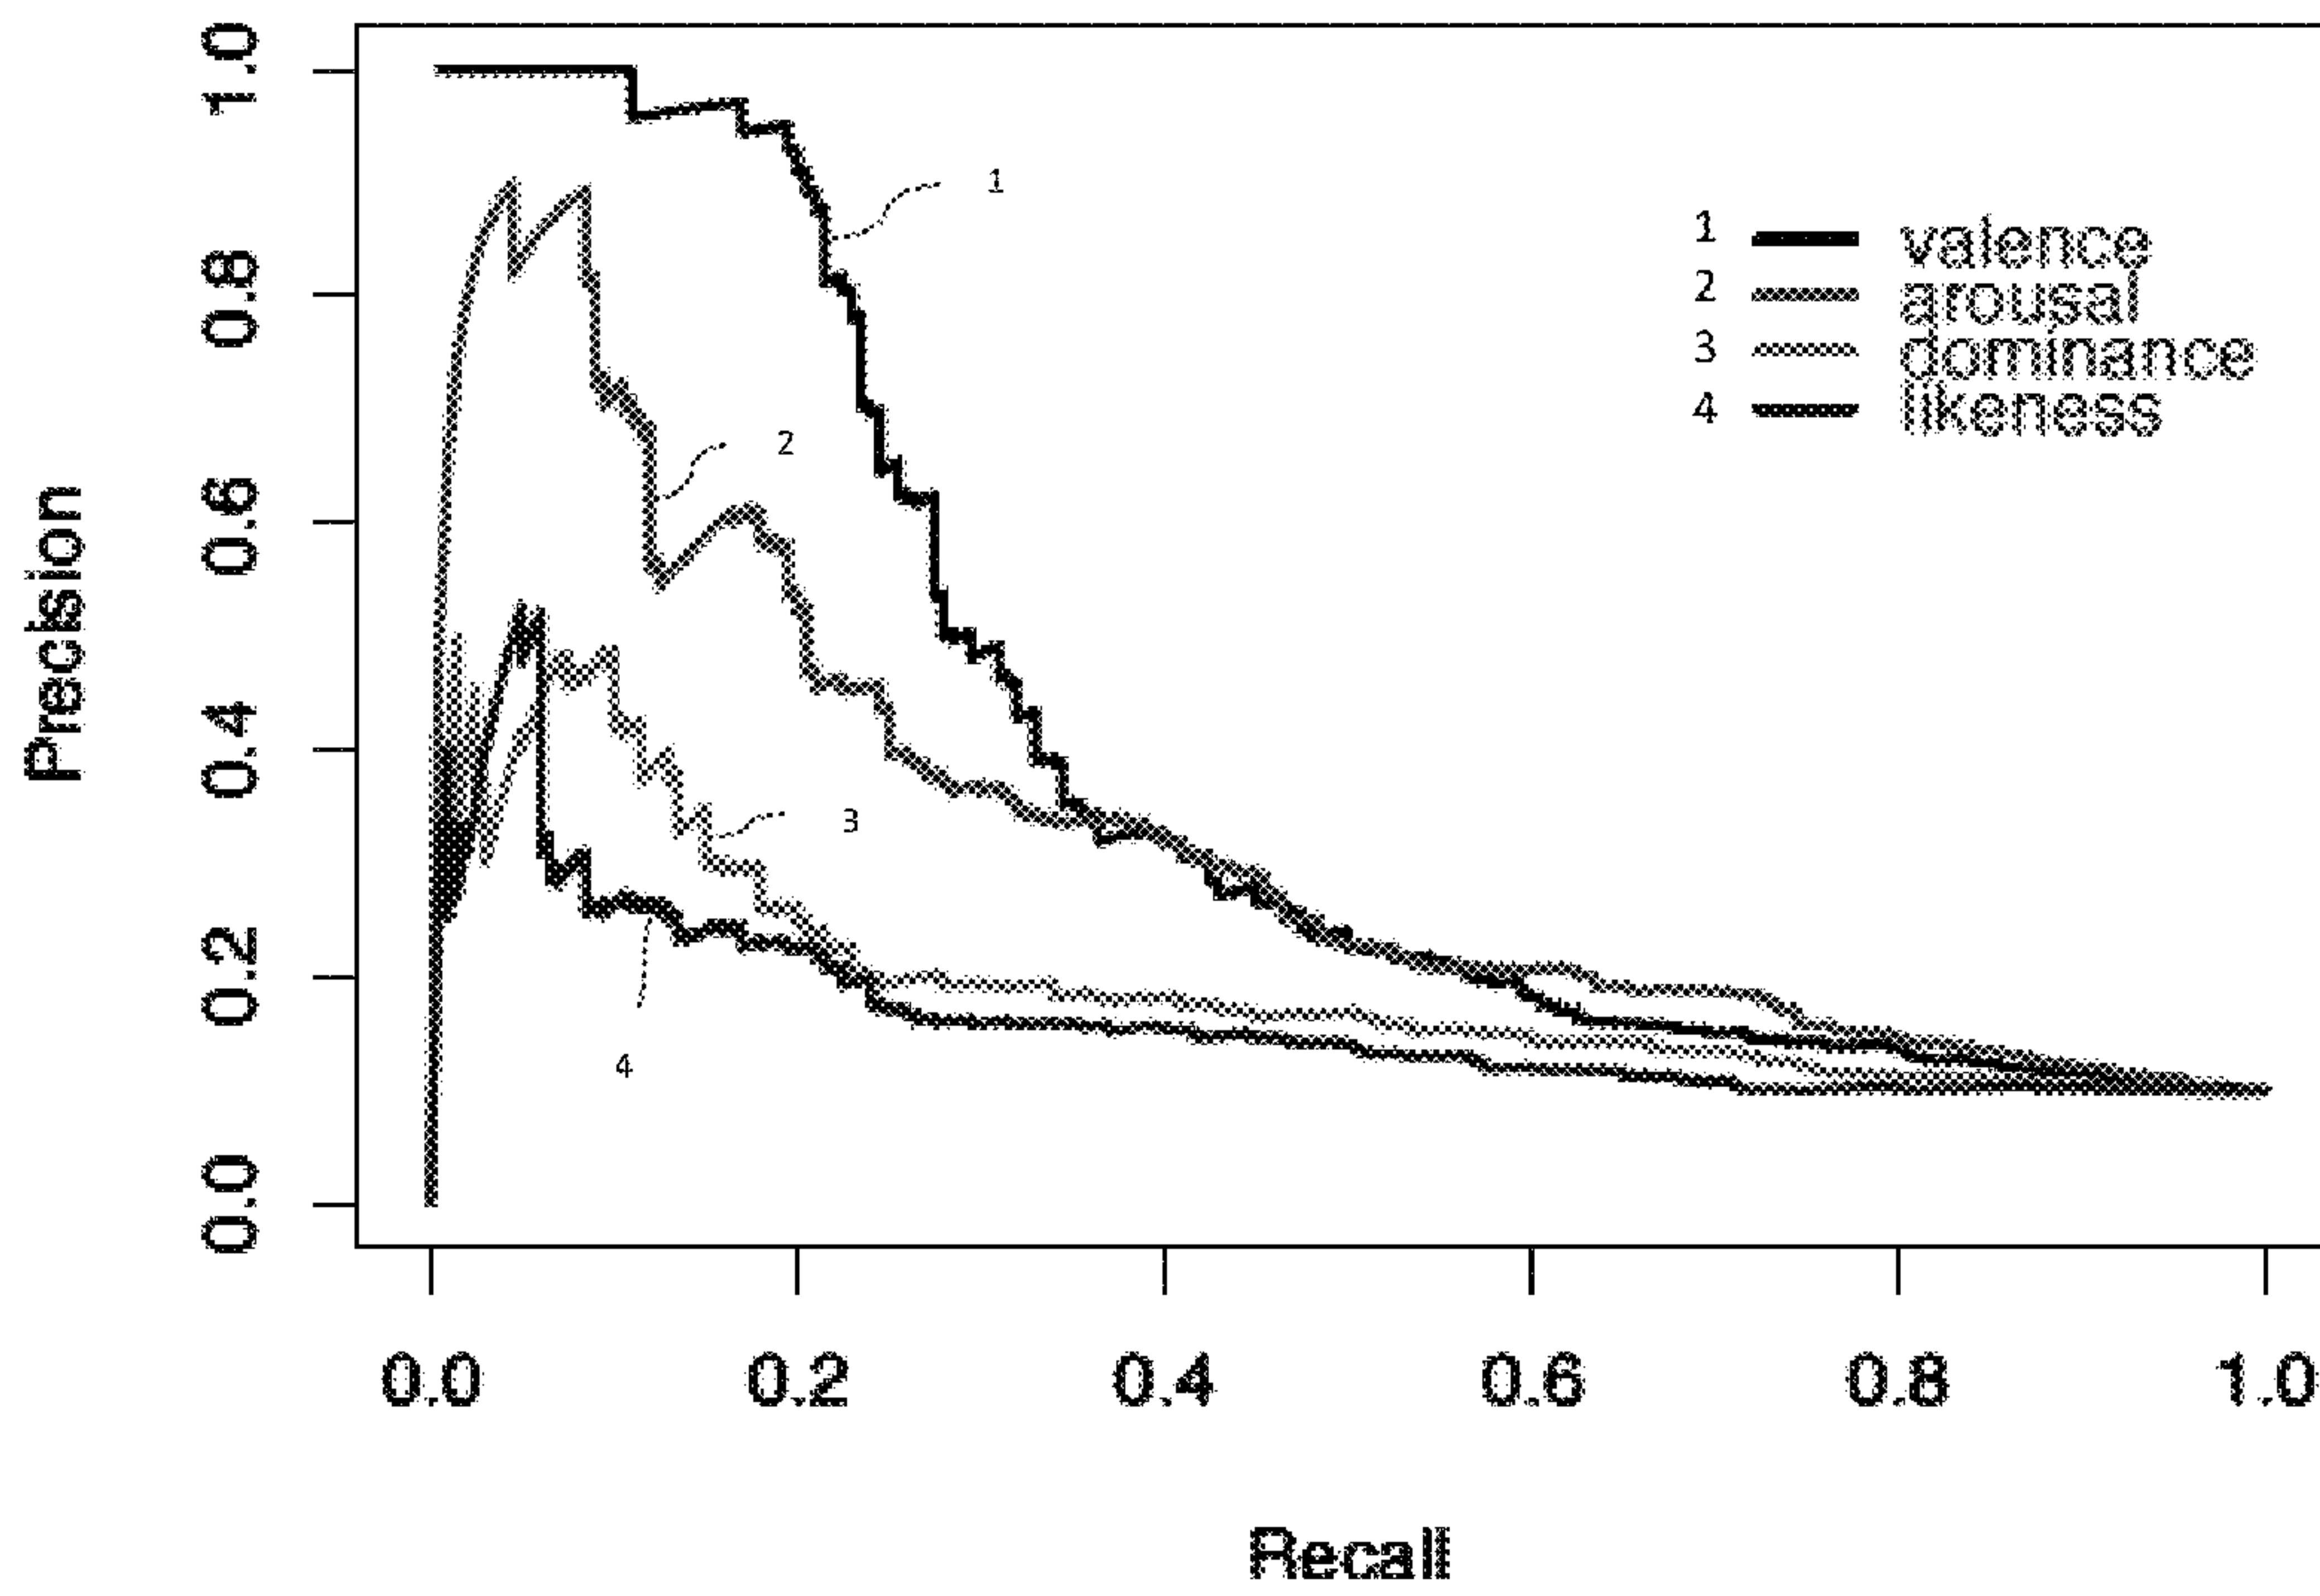 Precision
1.0
0.8
0.6
0.4
0.2
0.0
1
2
3
4
1 valence
2 arousal
3 dominance
4 likeness
0.0 0.2 0.4 0.6 0.8 1.0
Recall